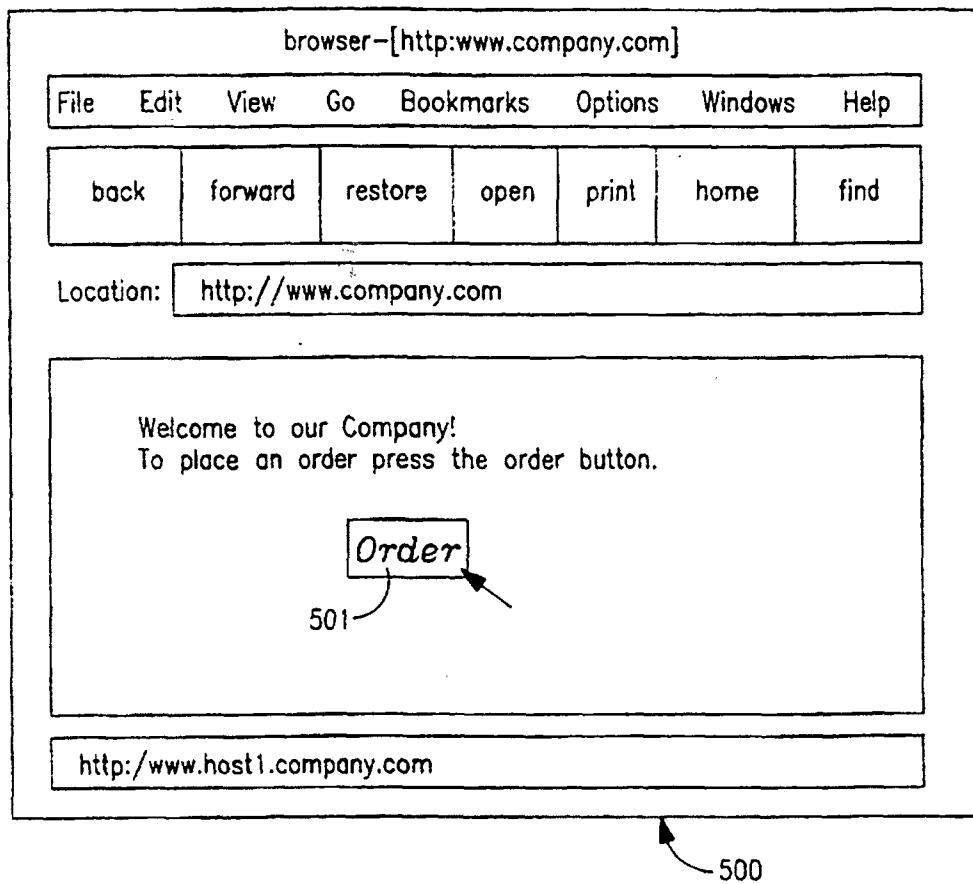 browser-[http:www.company.com]
File Edit View Go Bookmarks Options Windows Help
back forward restore open print home find
Location: http://www.company.com
Welcome to our Company!
To place an order press the order button.
Order
501
http:/www.host1.company.com
500